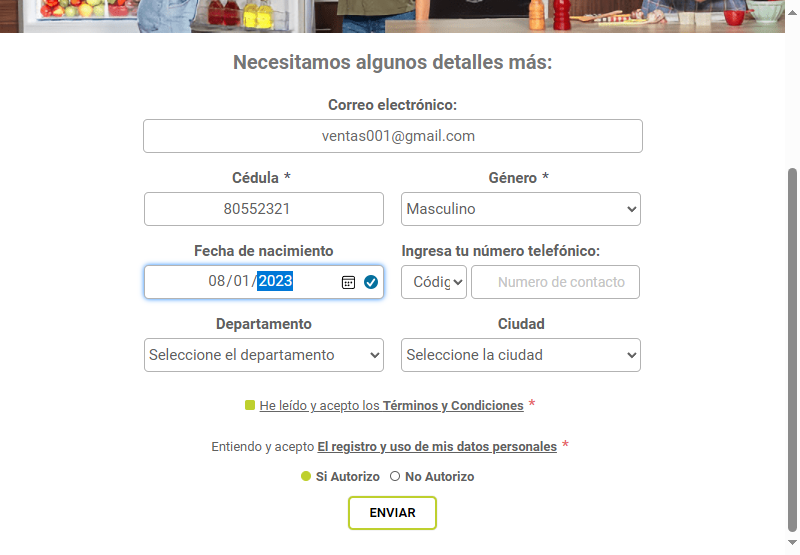 Necesitamos algunos detalles más:
Correo electrónico:
ventas001@gmail.com
Cédula * Género *
80552321 Masculino
Fecha de nacimiento Ingresa tu número telefónico:
08/01/2023 Códig Numero de contacto
Departamento Ciudad
Seleccione el departamento Seleccione la ciudad
He leído y acepto los Términos y Condiciones *
Entiendo y acepto El registro y uso de mis datos personales *
Si Autorizo No Autorizo
ENVIAR